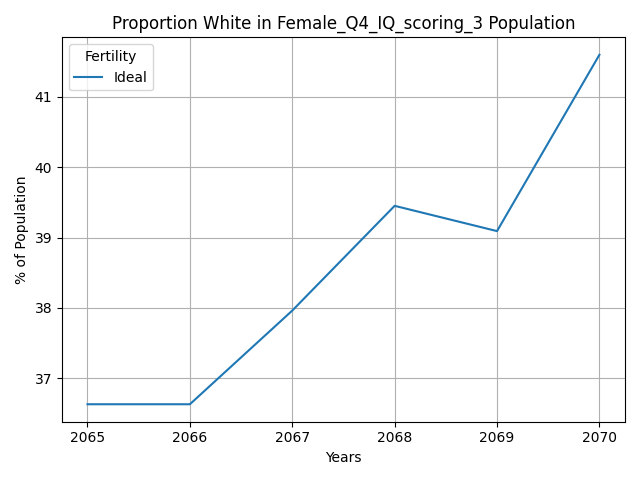 Proportion White in Female_Q4_IQ_scoring_3 Population
Fertility
Ideal
% of Population
41
40
39
38
37
2065 2066 2067 2068 2069 2070
Years